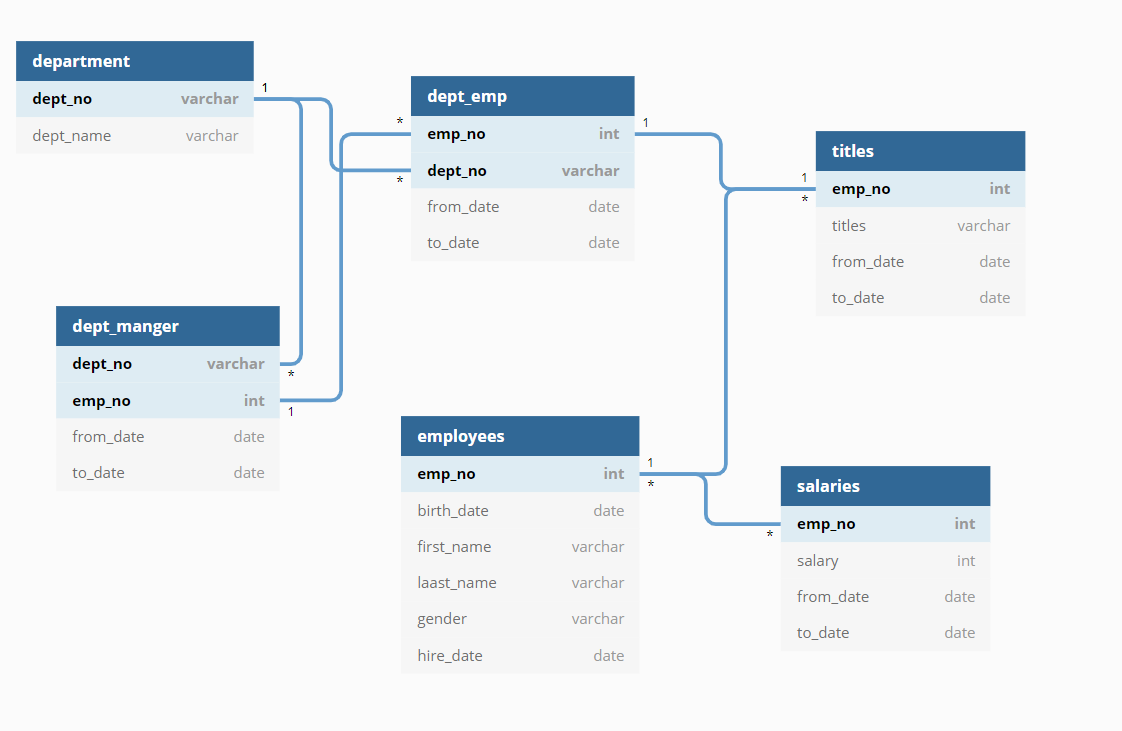 department
dept_no varchar
dept_name varchar
1
dept_emp
emp_no int
dept_no varchar
from_date date
to_date date
*
*
1
titles
emp_no int
titles varchar
from_date date
to_date date
1
*
dept_manger
dept_no varchar
emp_no int
from_date date
to_date date
*
1
employees
emp_no int
birth_date date
first_name varchar
laast_name varchar
gender varchar
hire_date date
1
*
salaries
emp_no int
salary int
from_date date
to_date date
*